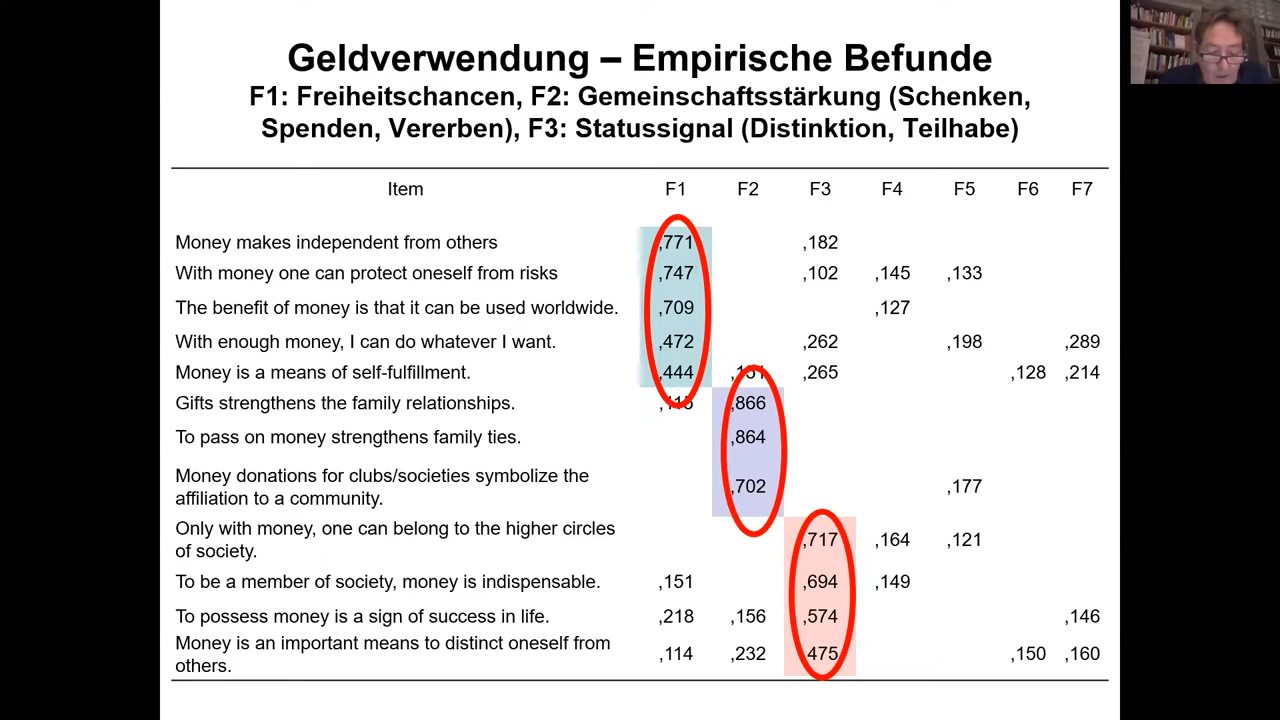 Geldverwendung – Empirische Befunde
F1: Freiheitschancen, F2: Gemeinschaftsstärkung (Schenken,
Spenden, Vererben), F3: Statussignal (Distinktion, Teilhabe)
Item F1 F2 F3 F4 F5 F6 F7
Money makes independent from others ,771 ,182
With money one can protect oneself from risks ,747 ,102 ,145 ,133
The benefit of money is that it can be used worldwide. ,709 ,127
With enough money, I can do whatever I want. ,472 ,262 ,198 ,289
Money is a means of self-fulfillment. ,444 ,265 ,128 ,214
Gifts strengthens the family relationships. ,115 ,866
To pass on money strengthens family ties. ,864
Money donations for clubs/societies symbolize the
affiliation to a community. ,702 ,177
Only with money, one can belong to the higher circles
of society. ,717 ,164 ,121
To be a member of society, money is indispensable. ,151 ,694 ,149
To possess money is a sign of success in life. ,218 ,156 ,574 ,146
Money is an important means to distinct oneself from
others. ,114 ,232 475 ,150 ,160